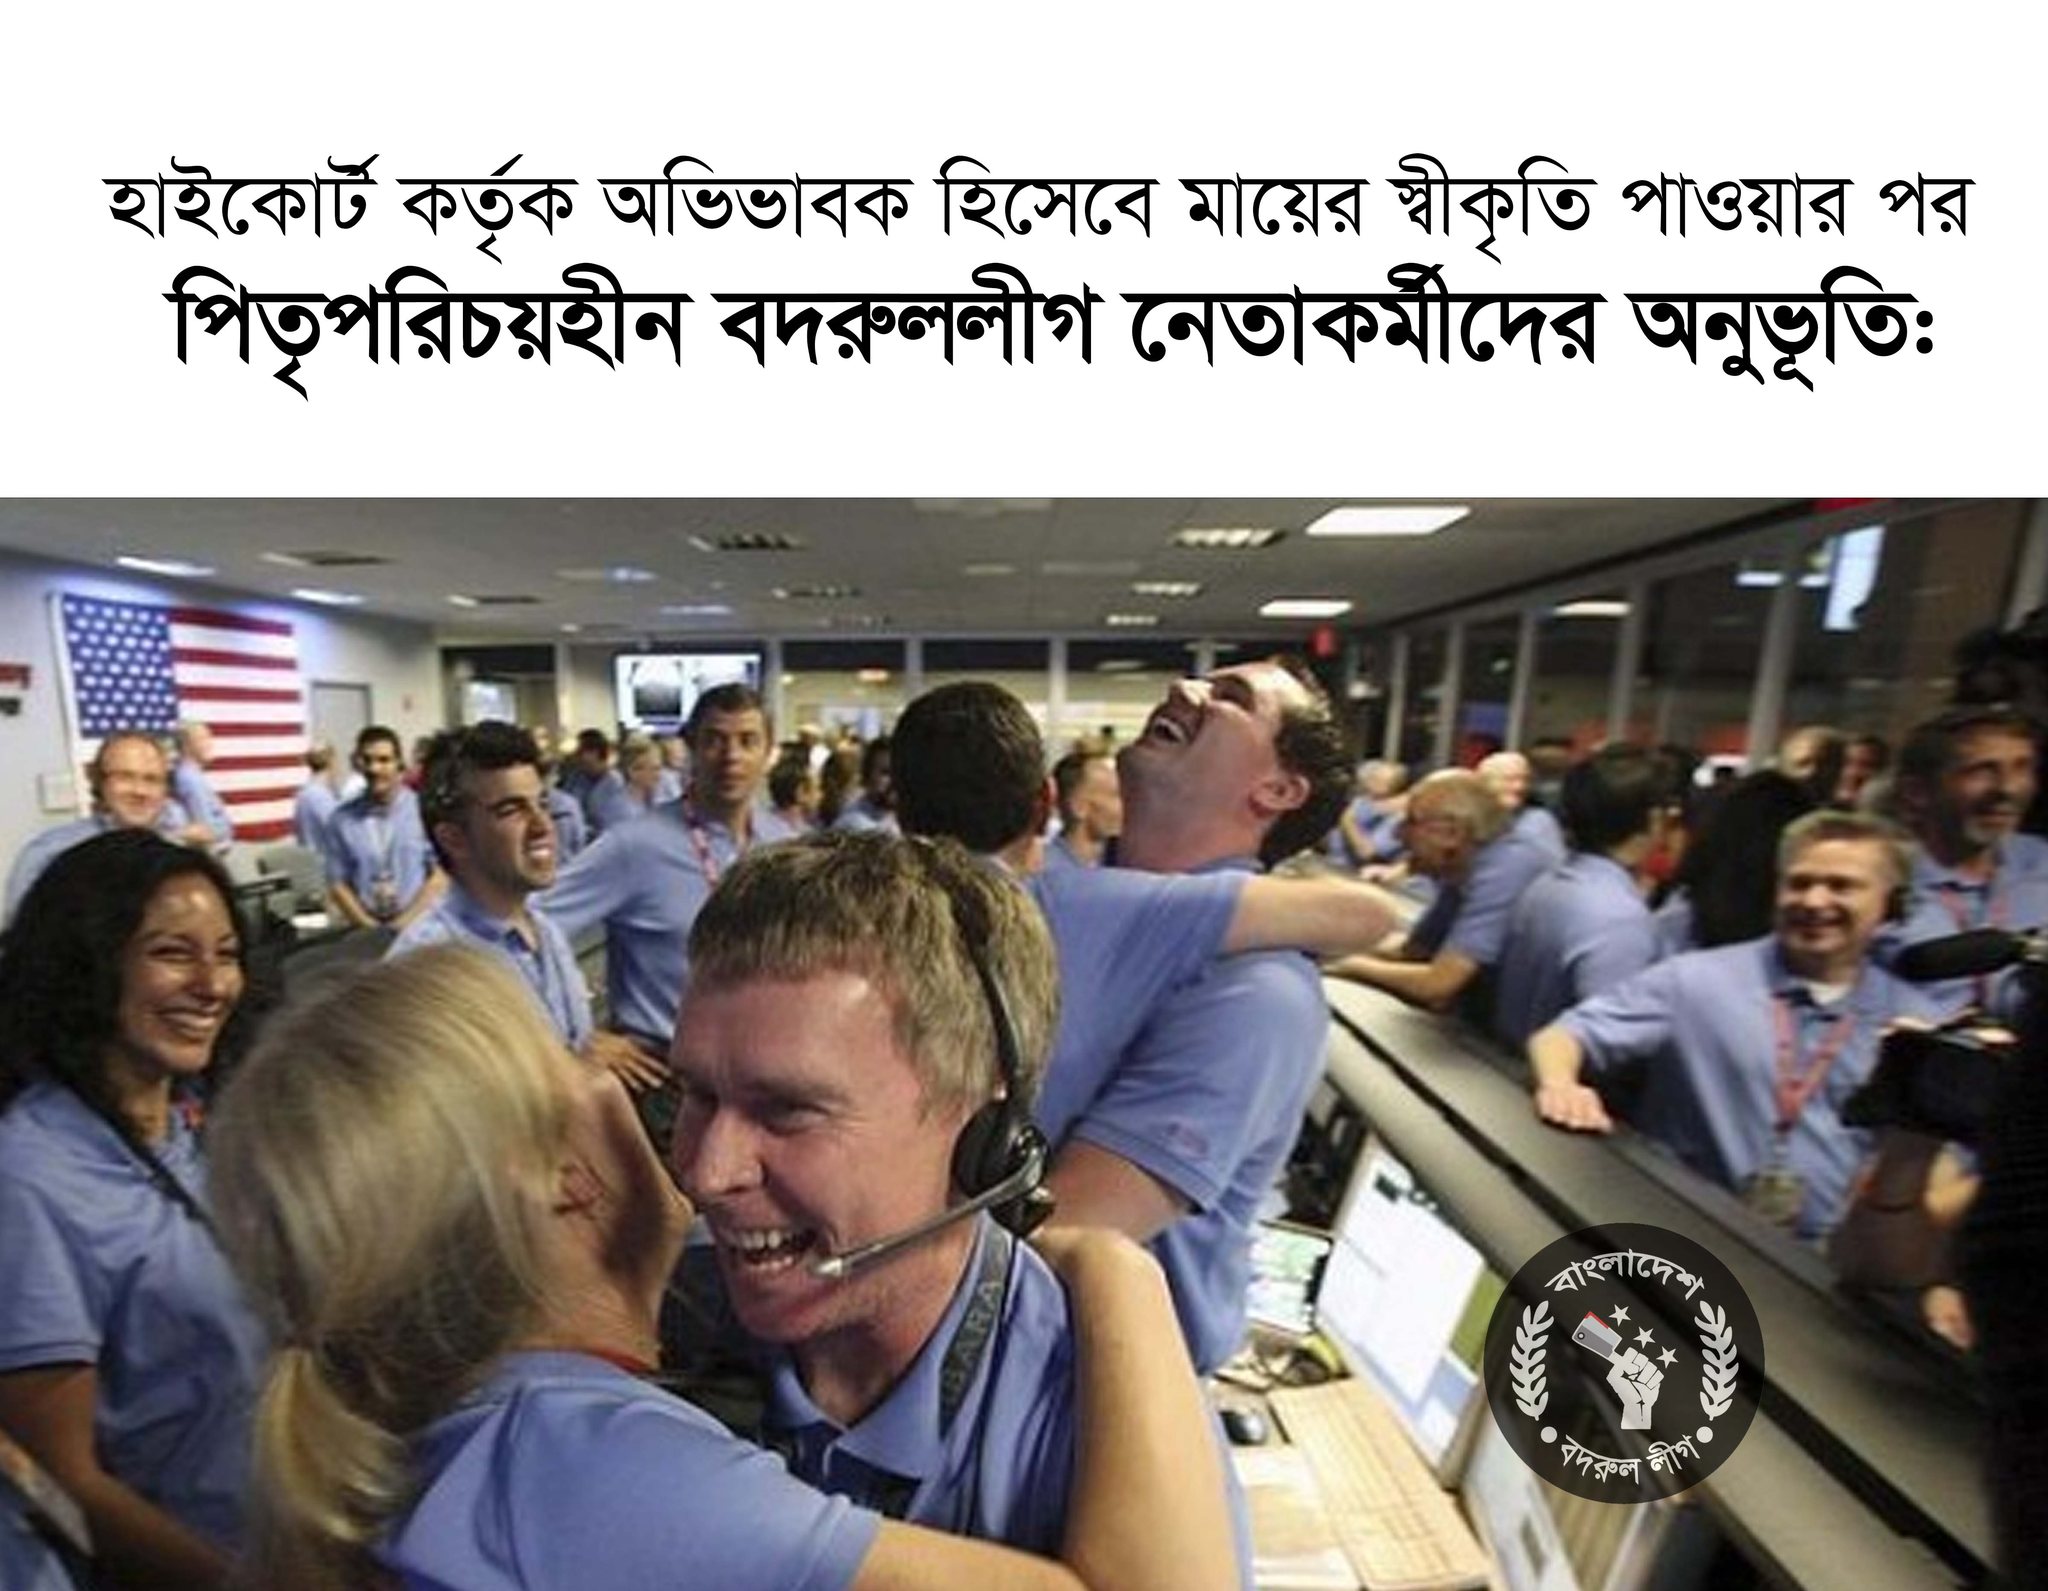 হাইকোর্ট কর্তৃক অভিভাবক হিসেবে মায়ের স্বীকৃতি পাওয়ার পর
পিতৃপরিচয়হীন বদরুললীগ নেতাকর্মীদের অনুভূতি:
বাংলাদেশ
বদরুল লীগ